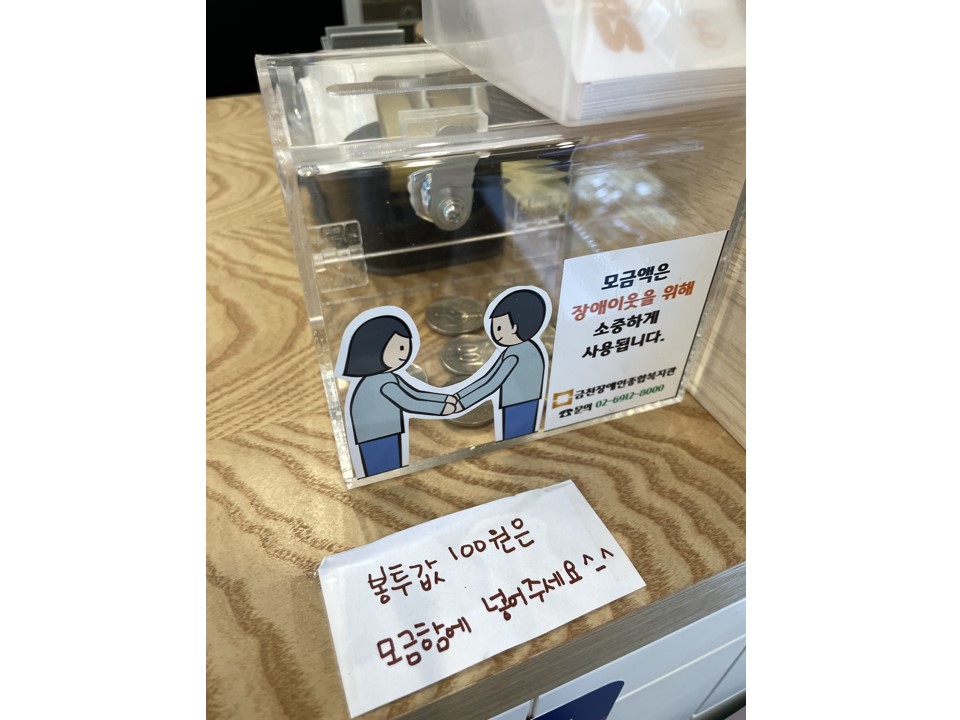 모금액은
장애이웃을 위해
소중하게
사용됩니다.
금천장애인종합복지관
☎문의 02-6912-8000
봉투값 100원은
모금함에 넣어주세요^^